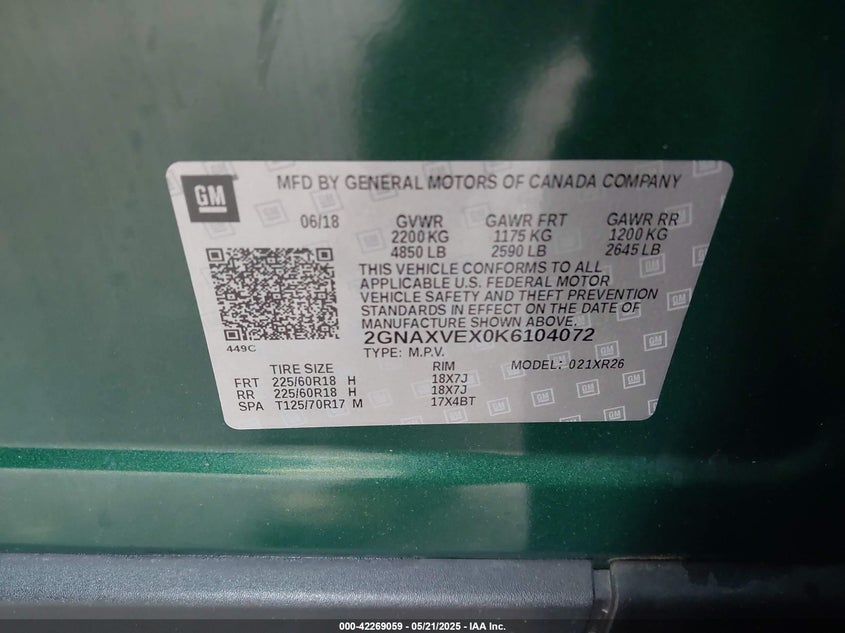 GM
MFD BY GENERAL MOTORS OF CANADA COMPANY
06/18 GVWR GAWR FRT GAWR RR
2200 KG 1175 KG 1200 KG
4850 LB 2590 LB 2645 LB
THIS VEHICLE CONFORMS TO ALL
APPLICABLE U.S. FEDERAL MOTOR
VEHICLE SAFETY AND THEFT PREVENTION
STANDARDS IN EFFECT ON THE DATE OF
MANUFACTURE SHOWN ABOVE.
449C
2GNAXVEX0K6104072
TYPE: M.P.V. MODEL: 021XR26
TIRE SIZE RIM
FRT 225/60R18 H 18X7J
RR 225/60R18 H 18X7J
SPA T125/70R17 M 17X4BT
000-42269059 - 05/21/2025 - IAA Inc.